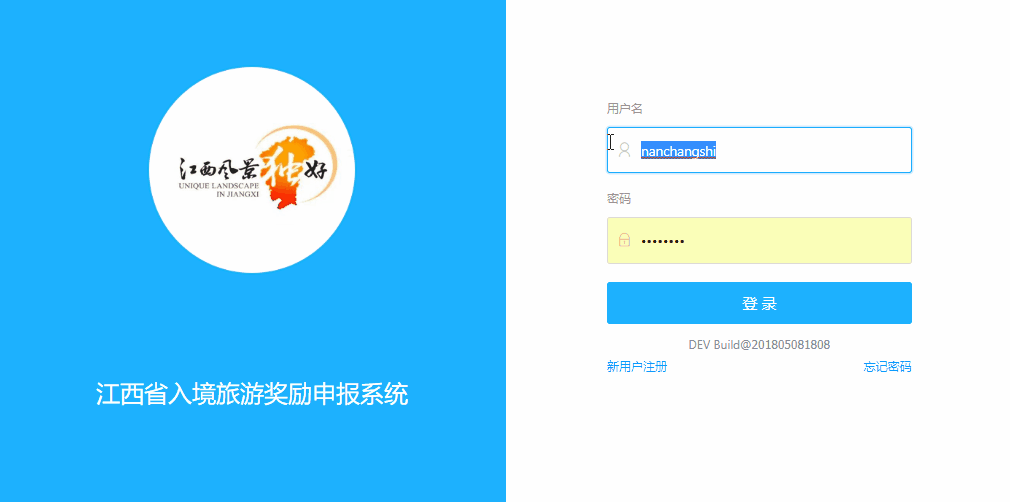 江西风景独好
UNIQUE LANDSCAPE
IN JIANGXI
江西省入境旅游奖励申报系统
用户名
nanchangshi
密码
••••••••
登 录
DEV Build@201805081808
新用户注册
忘记密码